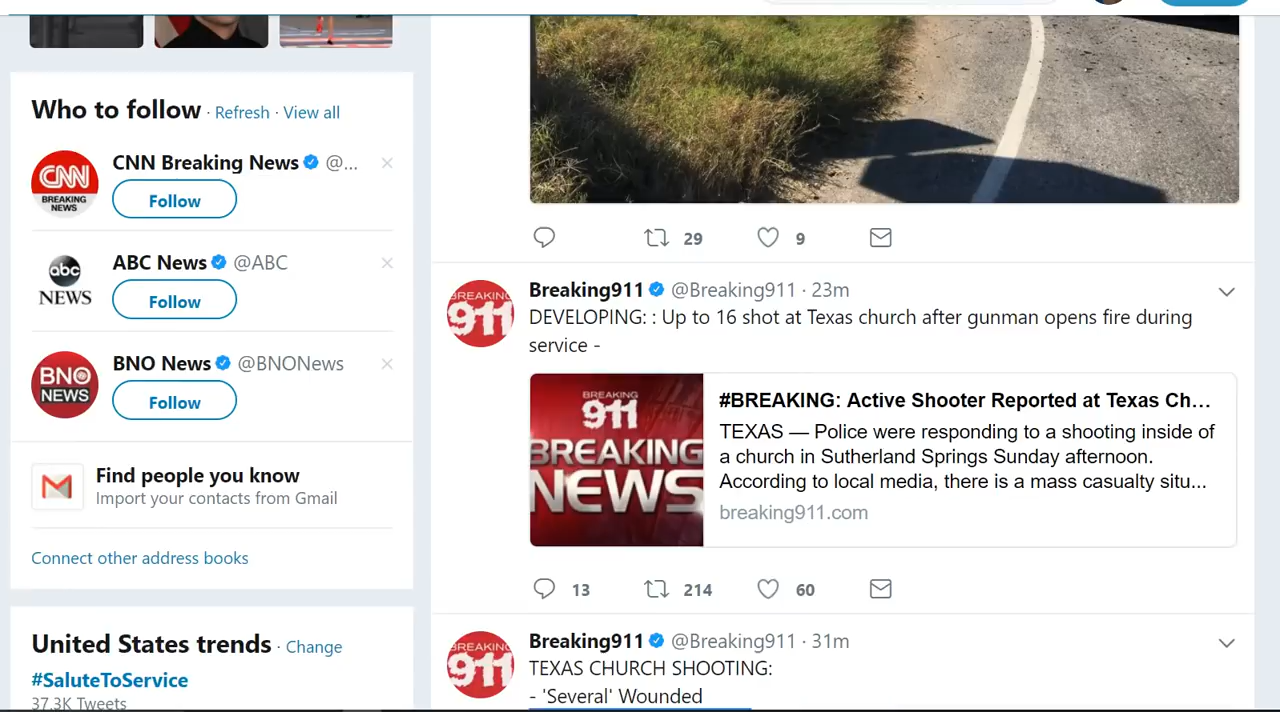 Who to follow · Refresh · View all
CNN Breaking News @...
CNN
BREAKING
NEWS
Follow
ABC News @ABC
abc
NEWS
Follow
BNO News @BNONews
BNO
NEWS
Follow
Find people you know
Import your contacts from Gmail
Connect other address books
United States trends · Change
#SaluteToService
37.3K Tweets
29
9
BREAKING
911
Breaking911 @Breaking911 · 23m
DEVELOPING: : Up to 16 shot at Texas church after gunman opens fire during
service -
BREAKING
911
BREAKING
NEWS
#BREAKING: Active Shooter Reported at Texas Ch...
TEXAS — Police were responding to a shooting inside of
a church in Sutherland Springs Sunday afternoon.
According to local media, there is a mass casualty situ...
breaking911.com
13
214
60
BREAKING
911
Breaking911 @Breaking911 · 31m
TEXAS CHURCH SHOOTING:
- 'Several' Wounded